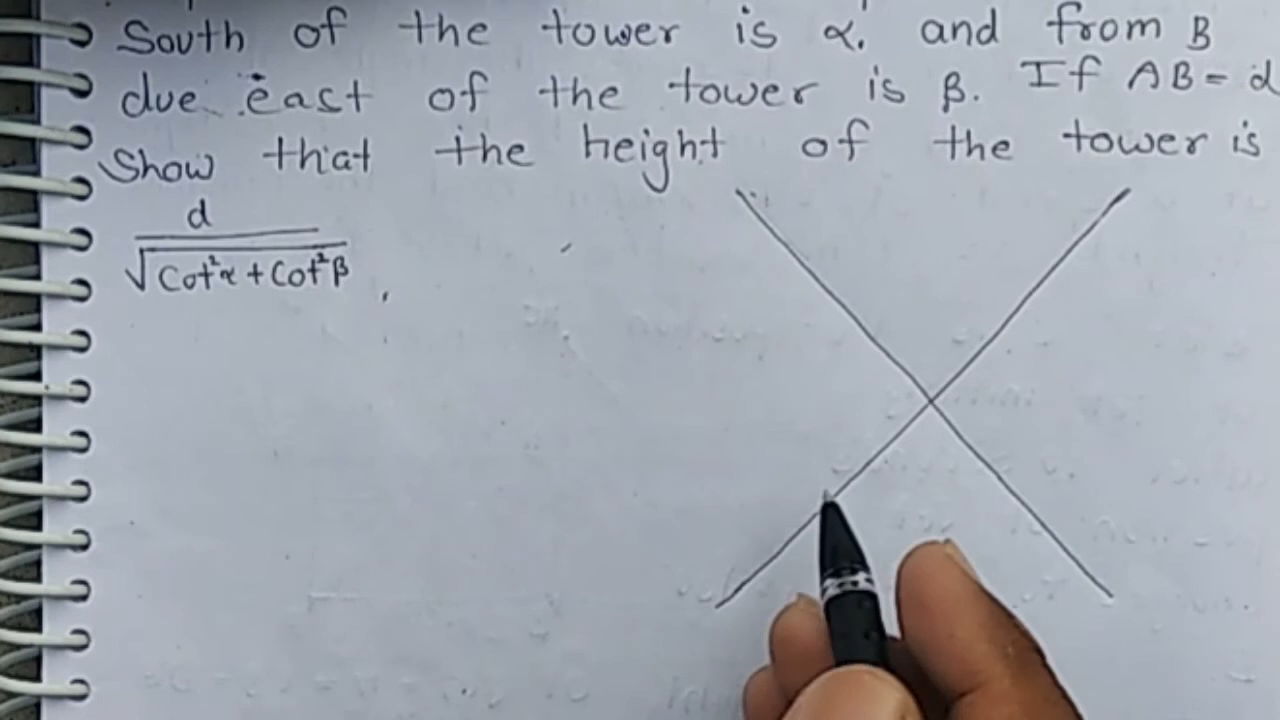 South of the tower is α. and from B
due east of the tower is β. If AB = d
Show that the height of the tower is
d
√Cot²α + Cot²β